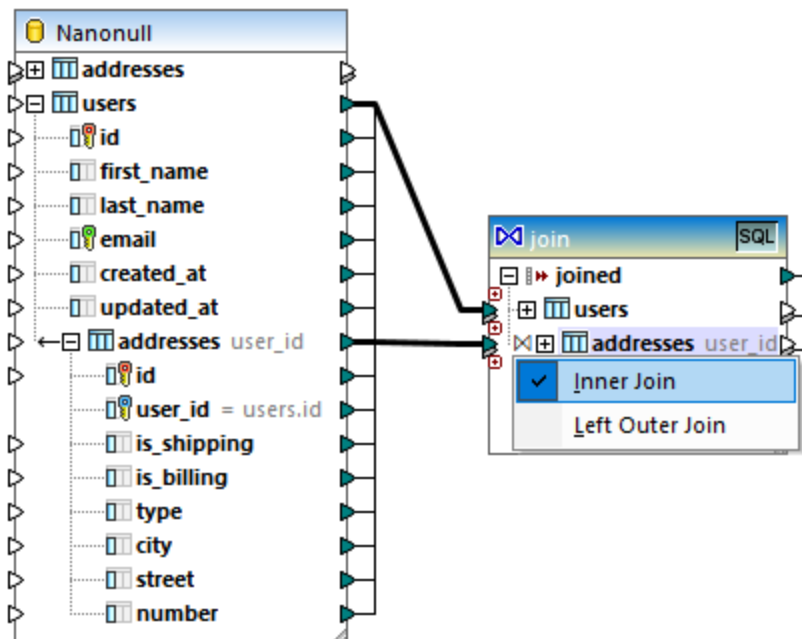 Nanonull
addresses
users
id
first_name
last_name
email
created_at
updated_at
addresses user_id
id
user_id = users.id
is_shipping
is_billing
type
city
street
number
join SQL
joined
users
addresses user_id
Inner Join
Left Outer Join